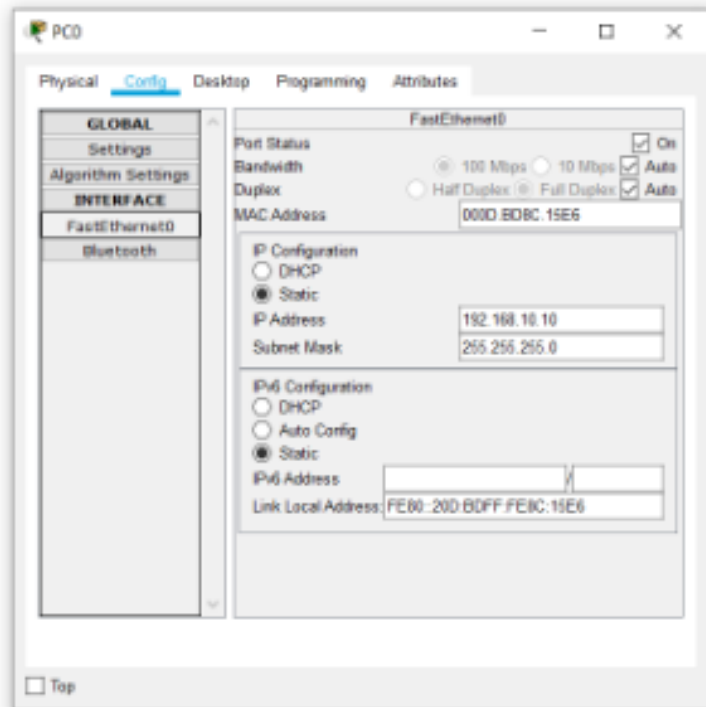 PC0
Physical Config Desktop Programming Attributes
GLOBAL
Settings
Algorithm Settings
INTERFACE
FastEthernet0
Bluetooth
FastEthernet0
Port Status On
Bandwidth 100 Mbps 10 Mbps Auto
Duplex Half Duplex Full Duplex Auto
MAC Address 000D.BD8C.15E6
IP Configuration
DHCP
Static
IP Address 192.168.10.10
Subnet Mask 255.255.255.0
IPv6 Configuration
DHCP
Auto Config
Static
IPv6 Address /
Link Local Address: FE80::20D:BDFF:FE8C:15E6
Top